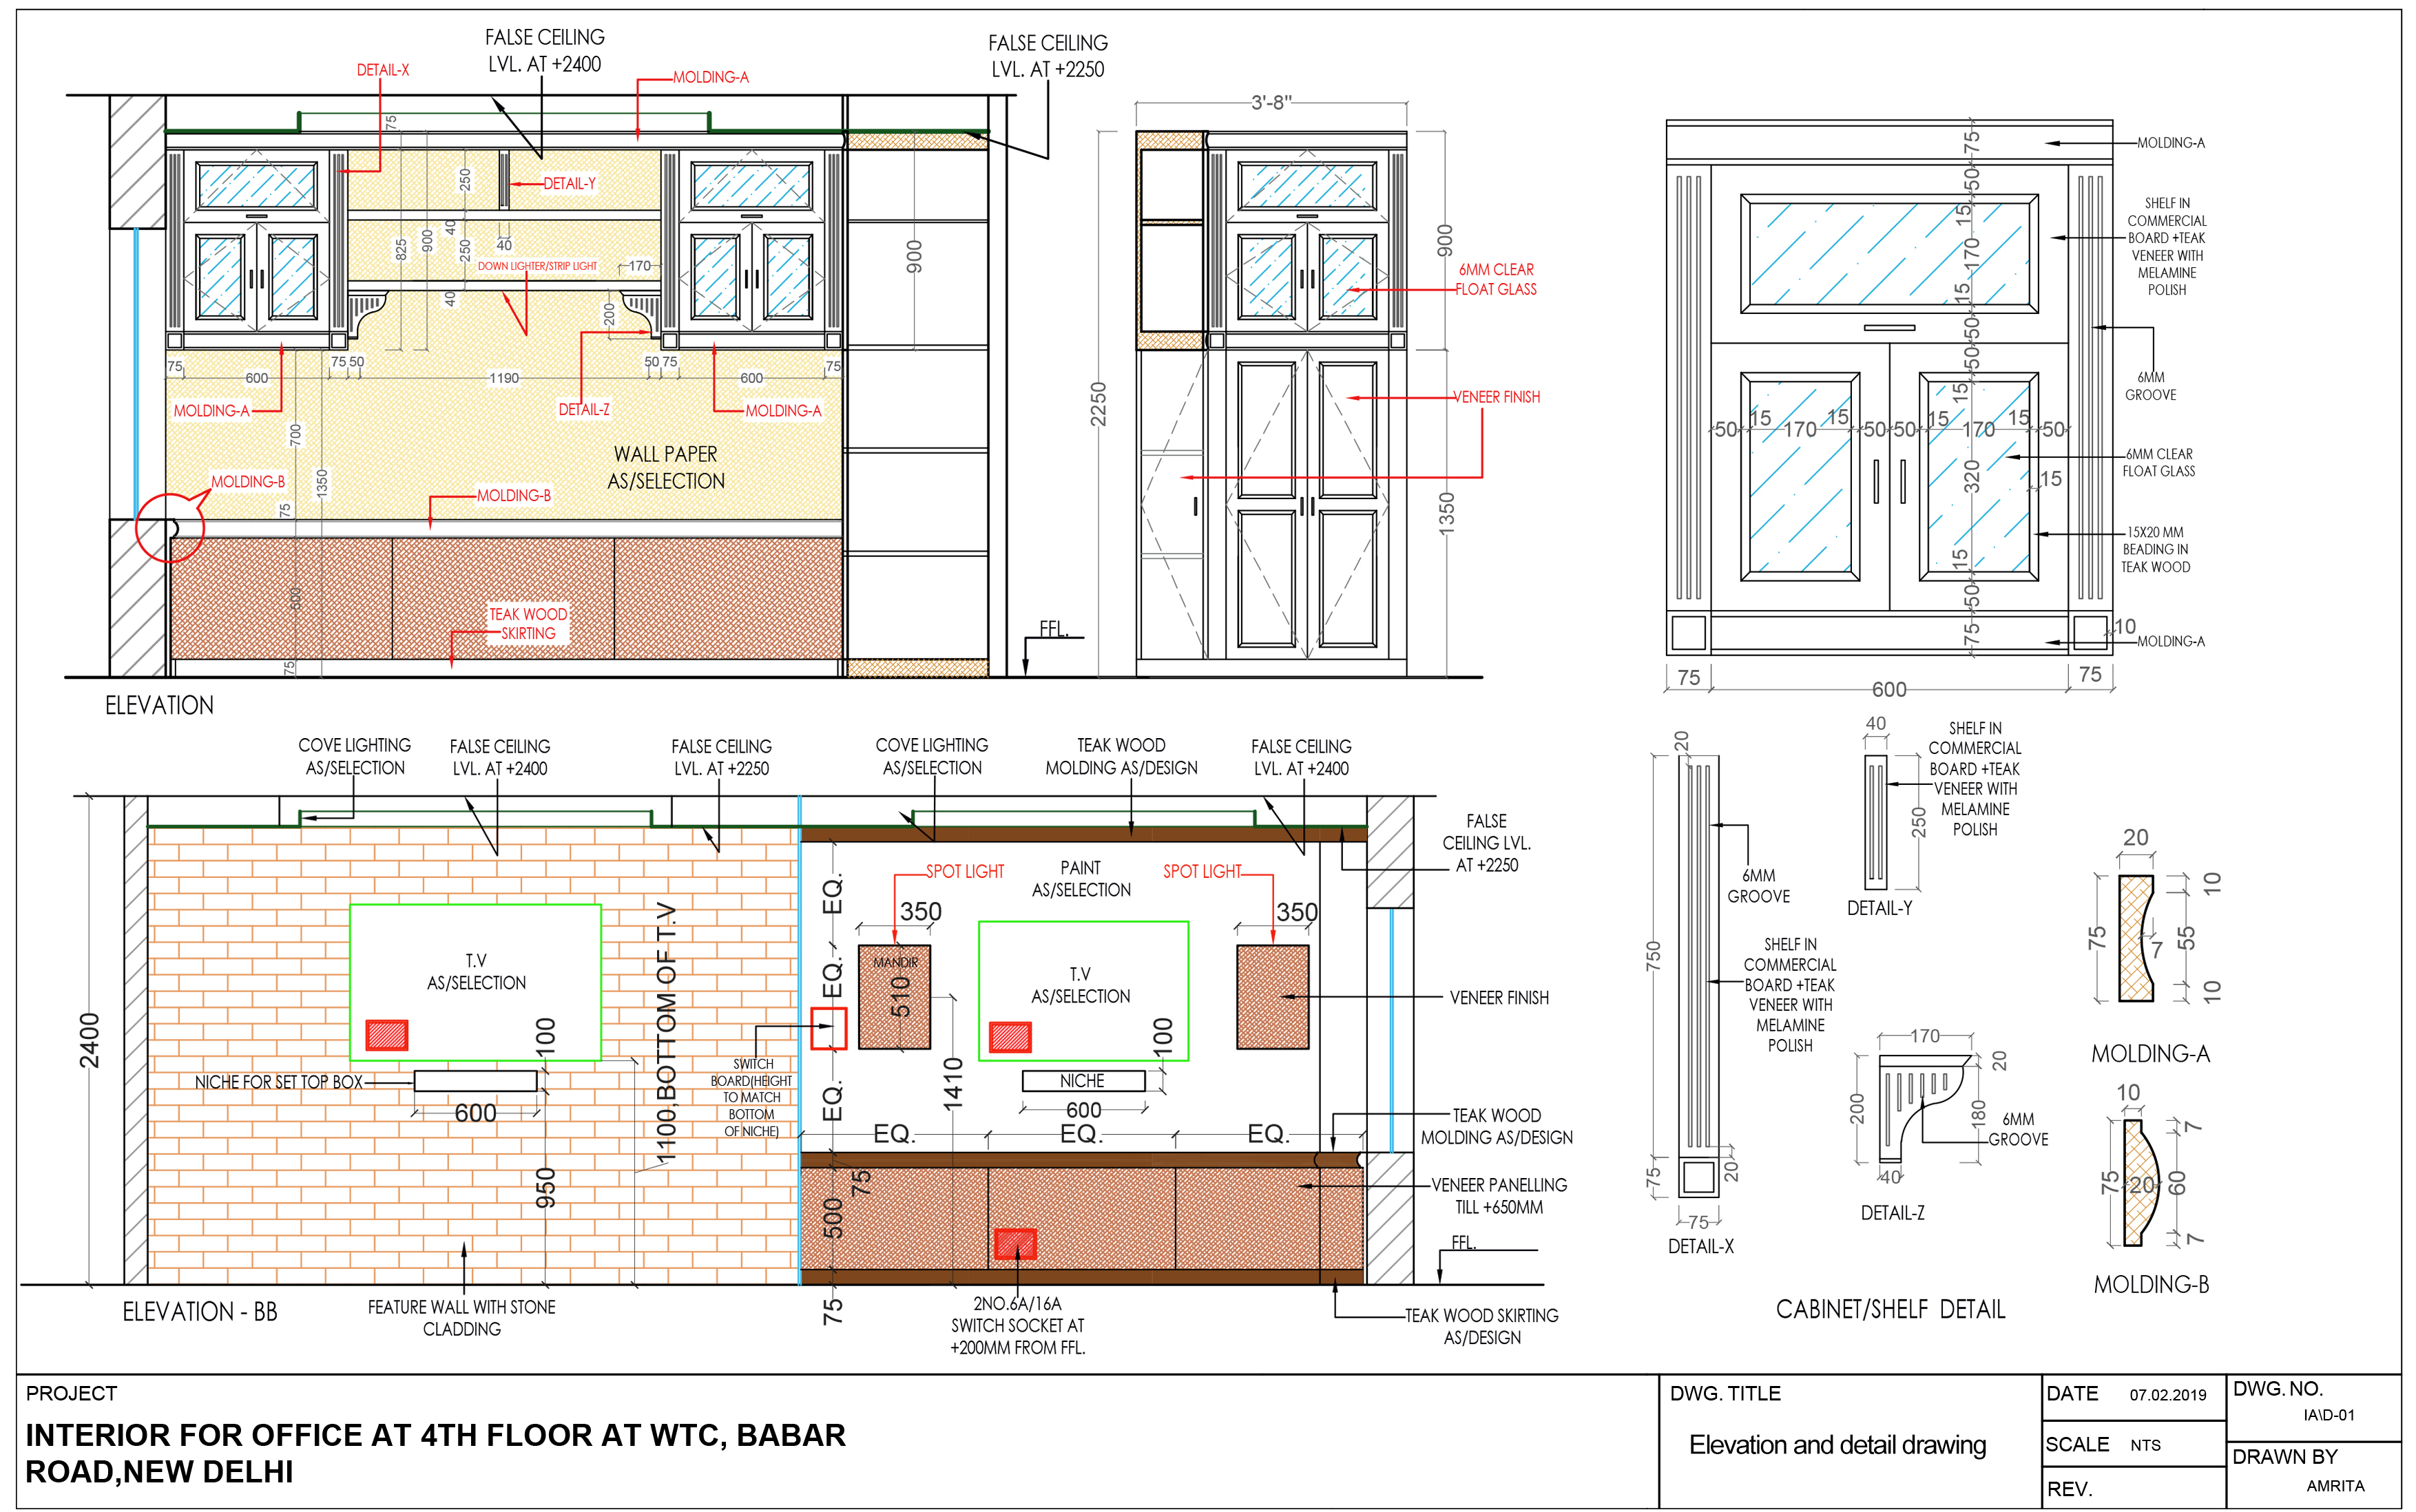 FALSE CEILING
LVL. AT +2400
FALSE CEILING
LVL. AT +2250
DETAIL-X
MOLDING-A
75
DETAIL-Y
250
40
825
900
250
40
DOWN LIGHTER/STRIP LIGHT
170
40
200
900
75
600
75 50
1190
50 75
600
75
MOLDING-A
DETAIL-Z
MOLDING-A
700
WALL PAPER
AS/SELECTION
MOLDING-B
MOLDING-B
1350
75
500
TEAK WOOD
SKIRTING
75
FFL.
ELEVATION
3'-8"
2250
900
6MM CLEAR
FLOAT GLASS
VENEER FINISH
1350
75
MOLDING-A
50
15
170
15
50
SHELF IN
COMMERCIAL
BOARD +TEAK
VENEER WITH
MELAMINE
POLISH
50
15
6MM
GROOVE
50
15
170
15
50
50
15
170
15
50
6MM CLEAR
FLOAT GLASS
320
15
15
15X20 MM
BEADING IN
TEAK WOOD
50
75
10
MOLDING-A
75
600
75
COVE LIGHTING
AS/SELECTION
FALSE CEILING
LVL. AT +2400
FALSE CEILING
LVL. AT +2250
COVE LIGHTING
AS/SELECTION
TEAK WOOD
MOLDING AS/DESIGN
FALSE CEILING
LVL. AT +2400
FALSE
CEILING LVL.
AT +2250
2400
T.V
AS/SELECTION
NICHE FOR SET TOP BOX
100
600
950
1100,BOTTOM OF T.V
SWITCH
BOARD(HEIGHT
TO MATCH
BOTTOM
OF NICHE)
EQ.
EQ.
EQ.
SPOT LIGHT
PAINT
AS/SELECTION
SPOT LIGHT
350
350
MANDIR
510
T.V
AS/SELECTION
VENEER FINISH
1410
100
NICHE
600
EQ.
EQ.
EQ.
TEAK WOOD
MOLDING AS/DESIGN
75
500
75
VENEER PANELLING
TILL +650MM
FFL.
TEAK WOOD SKIRTING
AS/DESIGN
2NO.6A/16A
SWITCH SOCKET AT
+200MM FROM FFL.
FEATURE WALL WITH STONE
CLADDING
ELEVATION - BB
20
750
6MM
GROOVE
SHELF IN
COMMERCIAL
BOARD +TEAK
VENEER WITH
MELAMINE
POLISH
75
20
75
DETAIL-X
40
SHELF IN
COMMERCIAL
BOARD +TEAK
VENEER WITH
MELAMINE
POLISH
250
DETAIL-Y
170
20
200
180
6MM
GROOVE
40
DETAIL-Z
20
10
75
7
55
10
MOLDING-A
10
7
75
20
60
7
MOLDING-B
CABINET/SHELF DETAIL
PROJECT
INTERIOR FOR OFFICE AT 4TH FLOOR AT WTC, BABAR
ROAD,NEW DELHI
DWG. TITLE
Elevation and detail drawing
DATE 07.02.2019
SCALE NTS
REV.
DWG. NO.
IA\D-01
DRAWN BY
AMRITA